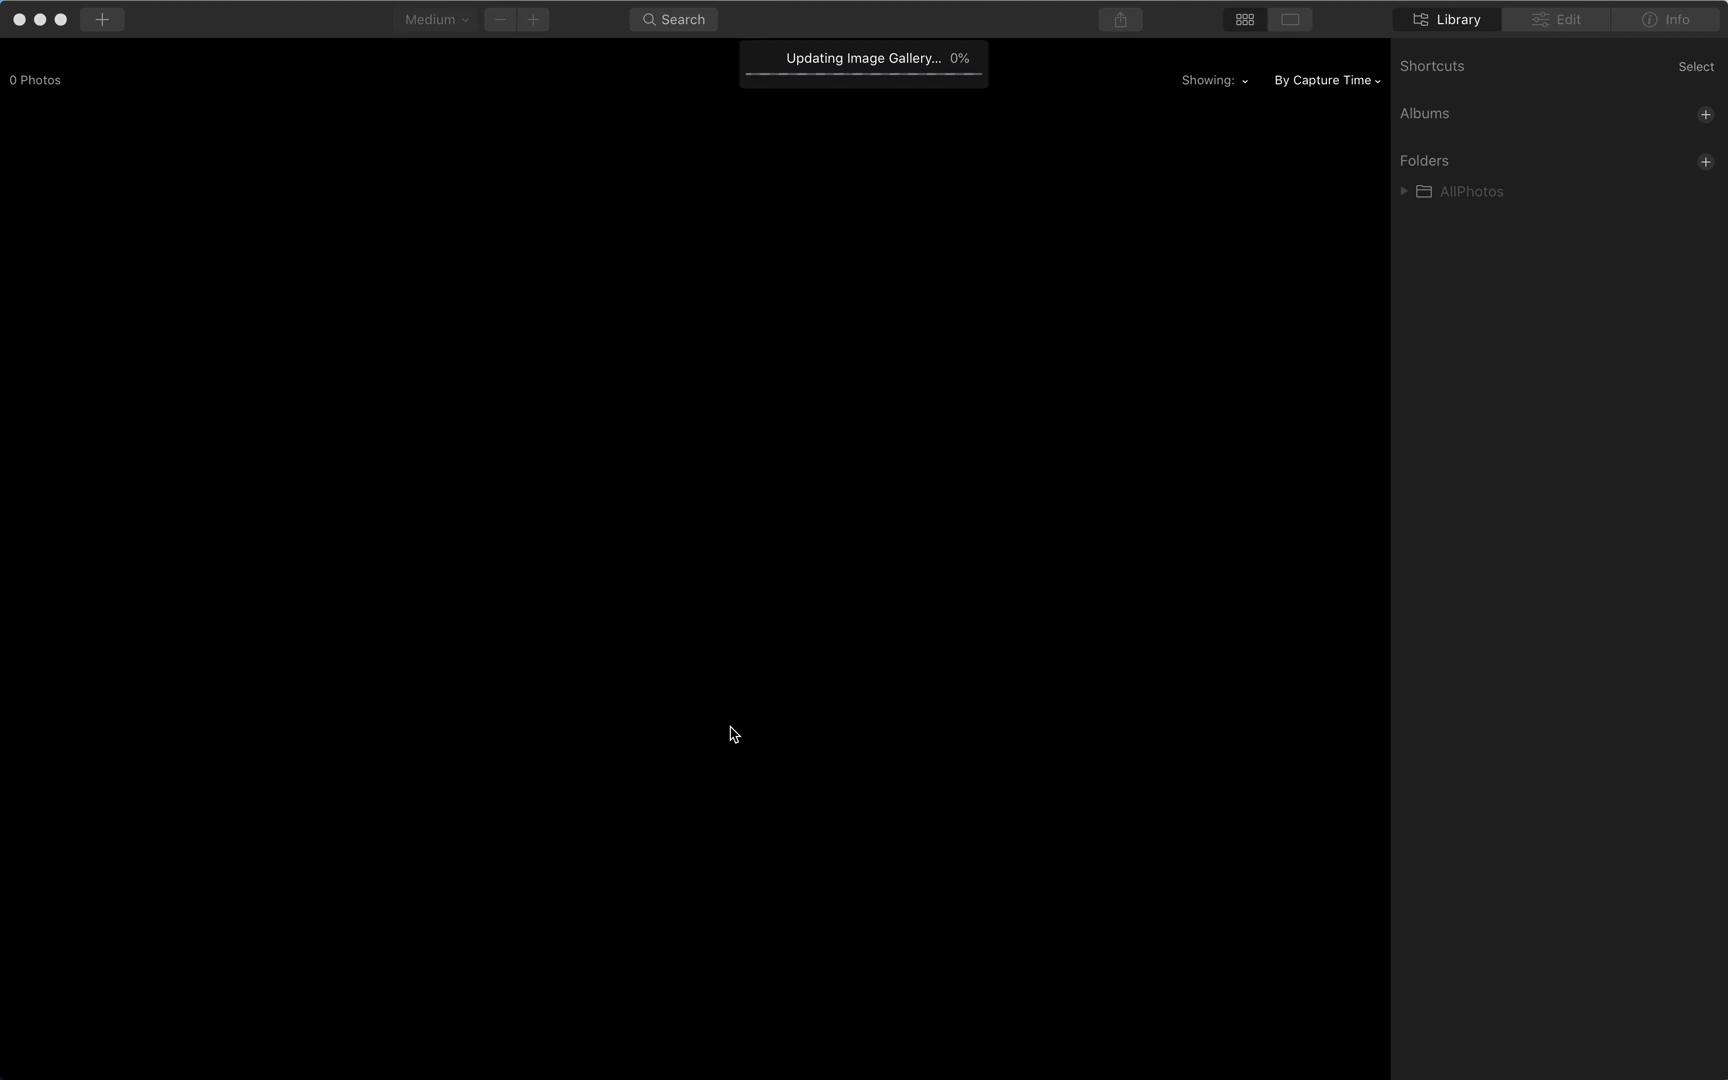 Medium
Search
Library
Edit
Info
Updating Image Gallery... 0%
0 Photos
Showing:
By Capture Time
Shortcuts
Select
Albums
Folders
AllPhotos